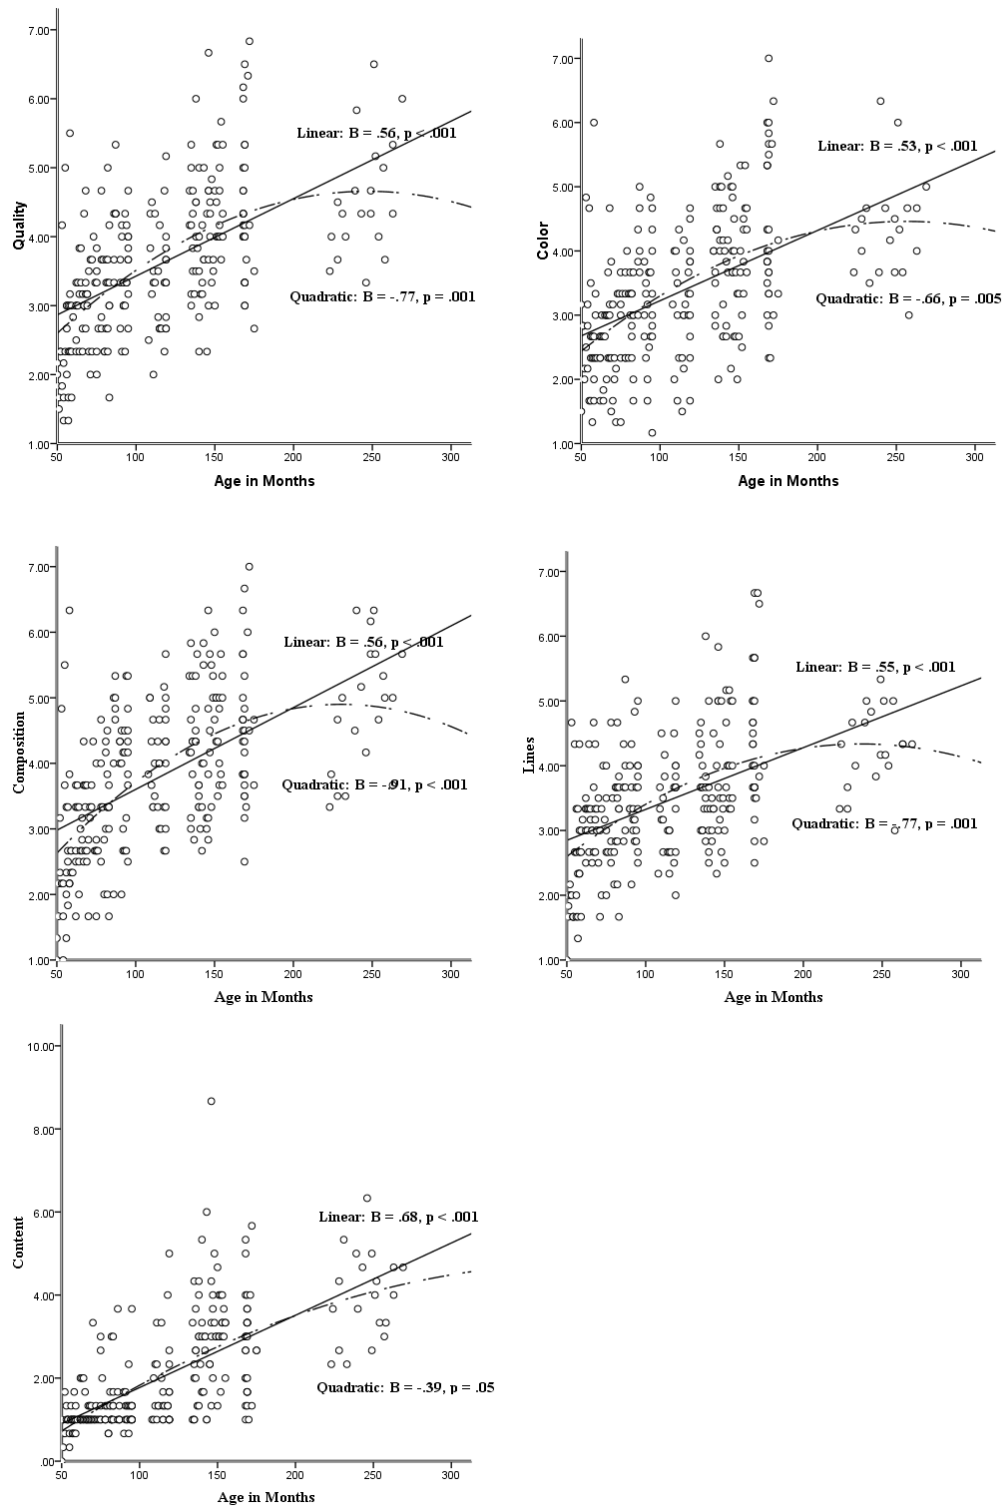 7.00
6.00
Linear: B = .56, p < .001
5.00
Quality
4.00
Quadratic: B = -.77, p = .001
3.00
2.00
1.00
50 100 150 200 250 300
Age in Months
7.00
6.00
Linear: B = .53, p < .001
5.00
Color
4.00
Quadratic: B = -.66, p = .005
3.00
2.00
1.00
50 100 150 200 250 300
Age in Months
7.00
6.00
Linear: B = .56, p < .001
5.00
Composition
4.00
Quadratic: B = -.91, p < .001
3.00
2.00
1.00
50 100 150 200 250 300
Age in Months
7.00
6.00
Linear: B = .55, p < .001
5.00
Lines
4.00
Quadratic: B = -.77, p = .001
3.00
2.00
1.00
50 100 150 200 250 300
Age in Months
10.00
8.00
6.00
Linear: B = .68, p < .001
Content
4.00
2.00
Quadratic: B = -.39, p = .05
.00
50 100 150 200 250 300
Age in Months